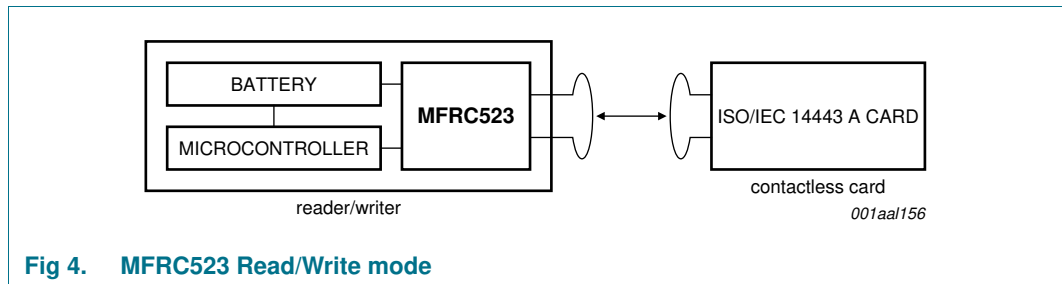 BATTERY
MICROCONTROLLER
MFRC523
ISO/IEC 14443 A CARD
reader/writer
contactless card
001aal156
Fig 4. MFRC523 Read/Write mode